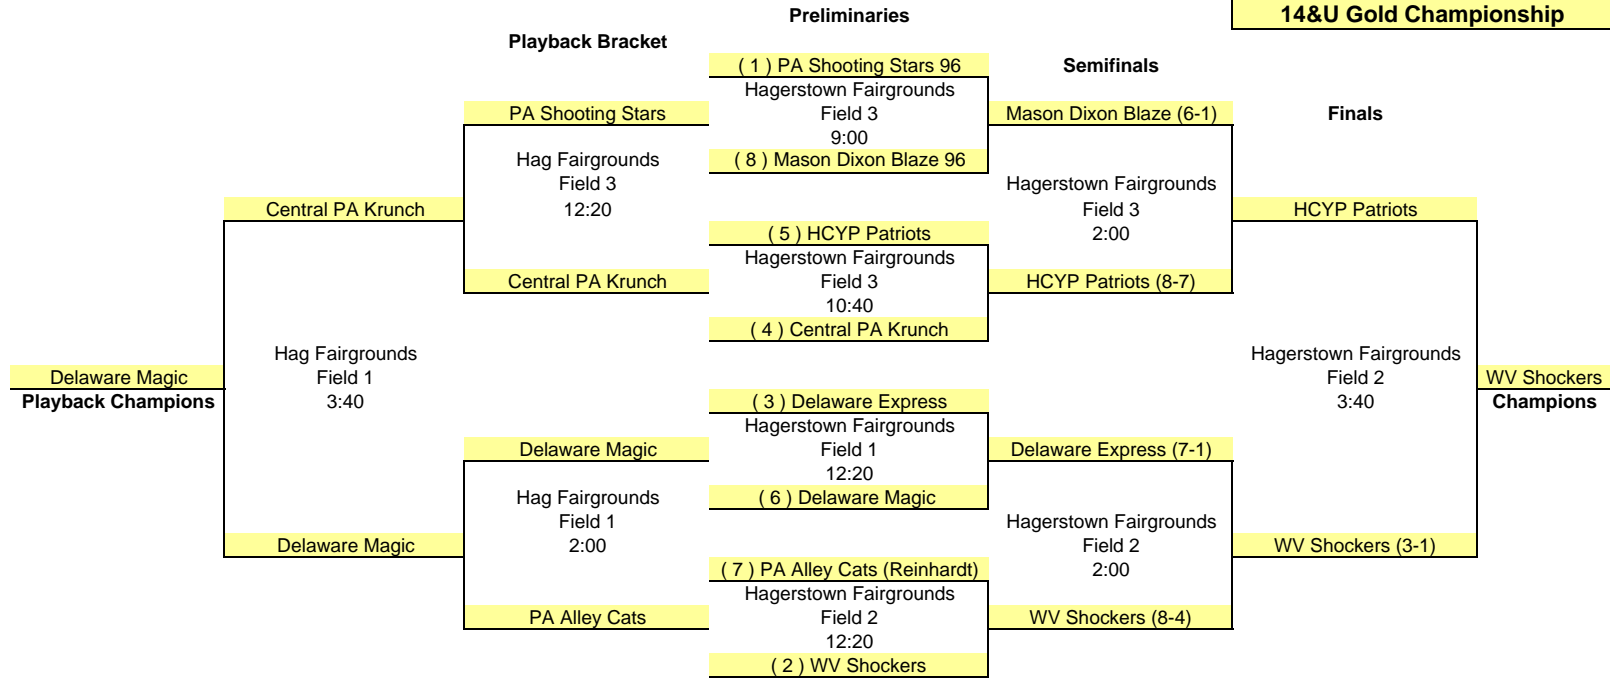 14&U Gold Championship
Preliminaries
Playback Bracket
( 1 ) PA Shooting Stars 96
Semifinals
Hagerstown Fairgrounds
PA Shooting Stars
Field 3
Mason Dixon Blaze (6-1)
Finals
9:00
Hag Fairgrounds
( 8 ) Mason Dixon Blaze 96
Field 3
Hagerstown Fairgrounds
Central PA Krunch
12:20
Field 3
HCYP Patriots
( 5 ) HCYP Patriots
2:00
Hagerstown Fairgrounds
Central PA Krunch
Field 3
HCYP Patriots (8-7)
10:40
( 4 ) Central PA Krunch
Hag Fairgrounds
Hagerstown Fairgrounds
Delaware Magic
Field 1
Field 2
WV Shockers
Playback Champions
3:40
( 3 ) Delaware Express
3:40
Champions
Hagerstown Fairgrounds
Delaware Magic
Field 1
Delaware Express (7-1)
12:20
Hag Fairgrounds
( 6 ) Delaware Magic
Field 1
Hagerstown Fairgrounds
Delaware Magic
2:00
Field 2
WV Shockers (3-1)
( 7 ) PA Alley Cats (Reinhardt)
2:00
Hagerstown Fairgrounds
PA Alley Cats
Field 2
WV Shockers (8-4)
12:20
( 2 ) WV Shockers